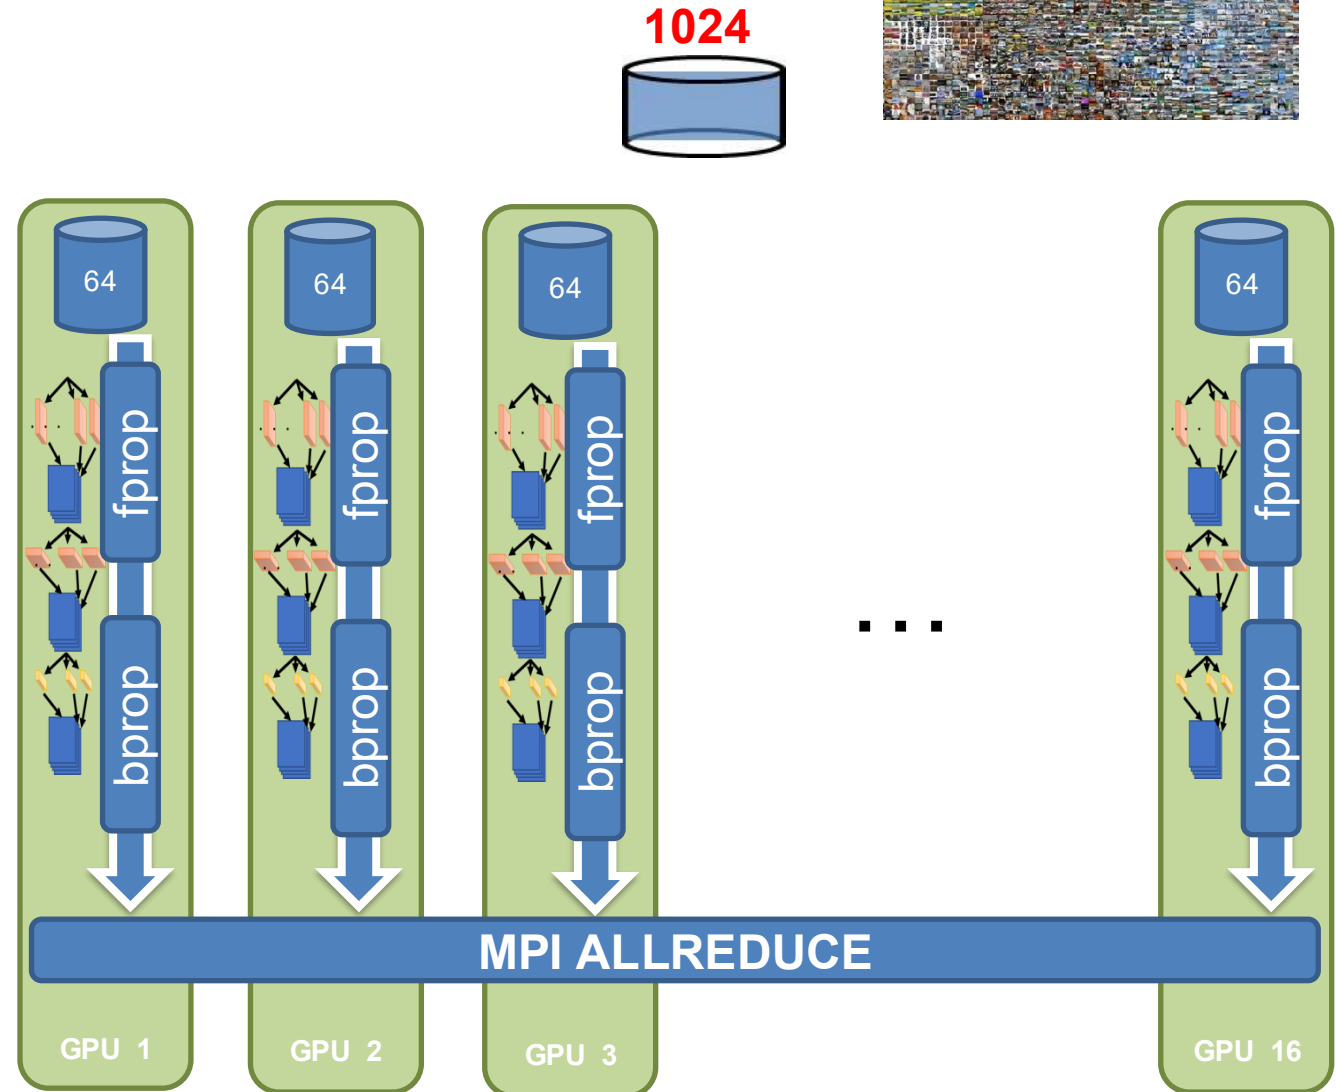 1024
64
64
64
64
fprop
fprop
fprop
fprop
. . .
bprop
bprop
bprop
bprop
MPI ALLREDUCE
GPU 1
GPU 2
GPU 3
GPU 16